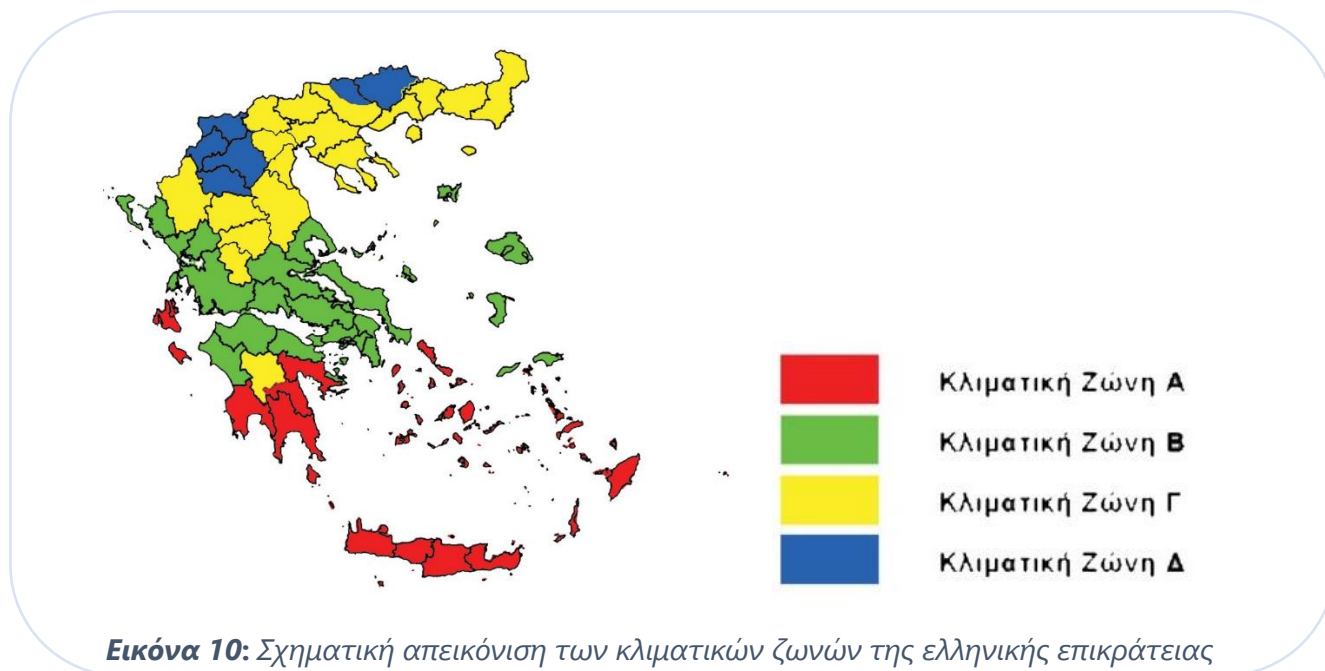 Κλιματική Ζώνη Α
Κλιματική Ζώνη Β
Κλιματική Ζώνη Γ
Κλιματική Ζώνη Δ
Εικόνα 10: Σχηματική απεικόνιση των κλιματικών ζωνών της ελληνικής επικράτειας